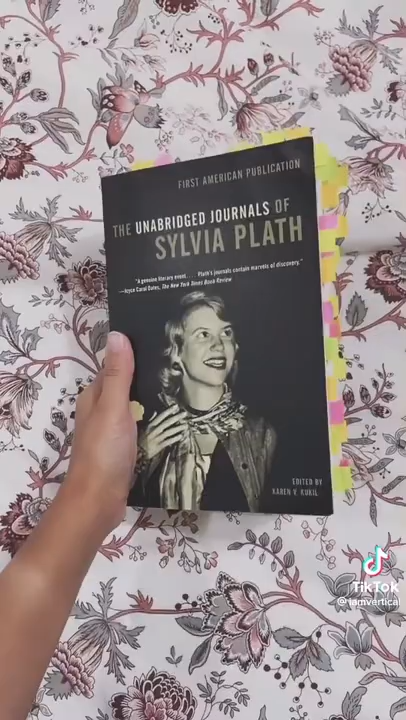 FIRST AMERICAN PUBLICATION
THE UNABRIDGED JOURNALS OF
SYLVIA PLATH
"A genuine literary event. . . . Plath's journals contain marvels of discovery."
—Joyce Carol Oates, The New York Times Book Review
EDITED BY
KAREN V. KUKIL
TikTok